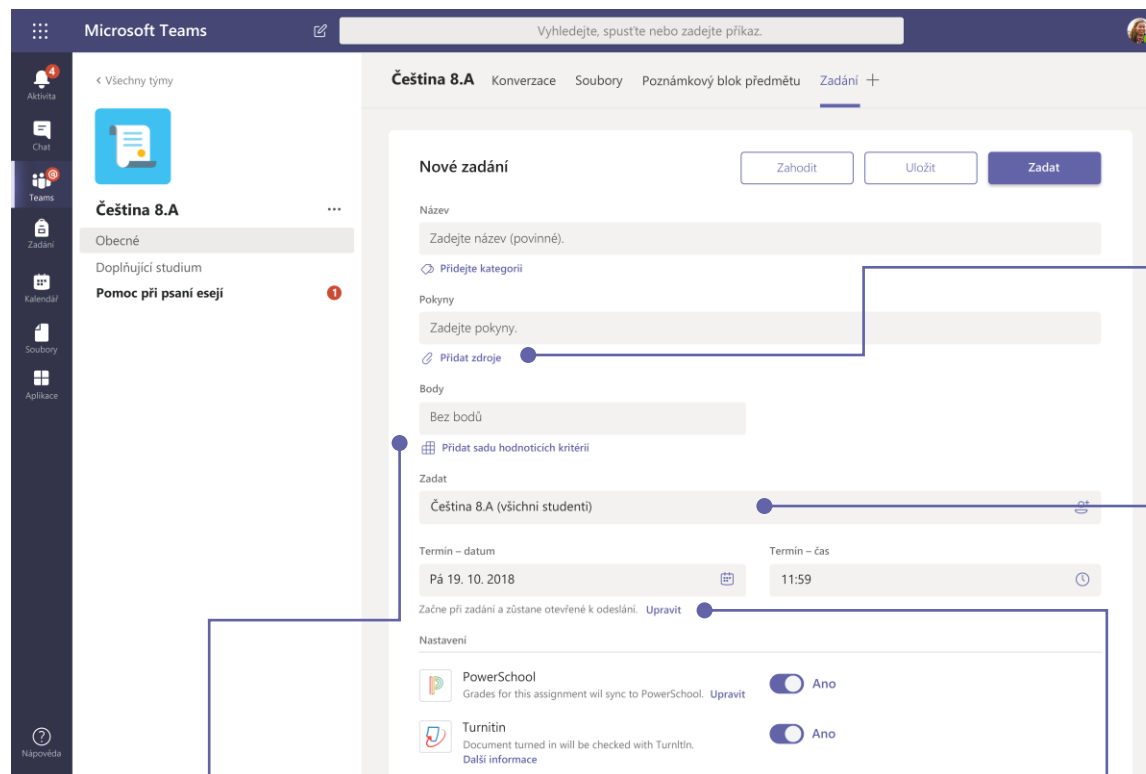 Microsoft Teams
Vyhledejte, spusťte nebo zadejte příkaz.
4
Aktivita
Chat
@
Teams
Zadání
Kalendář
Soubory
Aplikace
Nápověda
< Všechny týmy
Čeština 8.A
...
Obecné
Doplňující studium
Pomoc při psaní esejí
1
Čeština 8.A Konverzace Soubory Poznámkový blok předmětu Zadání +
Nové zadání
Zahodit
Uložit
Zadat
Název
Zadejte název (povinné).
Přidejte kategorii
Pokyny
Zadejte pokyny.
Přidat zdroje
Body
Bez bodů
Přidat sadu hodnoticích kritérií
Zadat
Čeština 8.A (všichni studenti)
Termín – datum
Termín – čas
Pá 19. 10. 2018
11:59
Začne při zadání a zůstane otevřené k odeslání. Upravit
Nastavení
PowerSchool
Grades for this assignment wil sync to PowerSchool. Upravit
Ano
Turnitin
Document turned in will be checked with TurnItIn.
Další informace
Ano